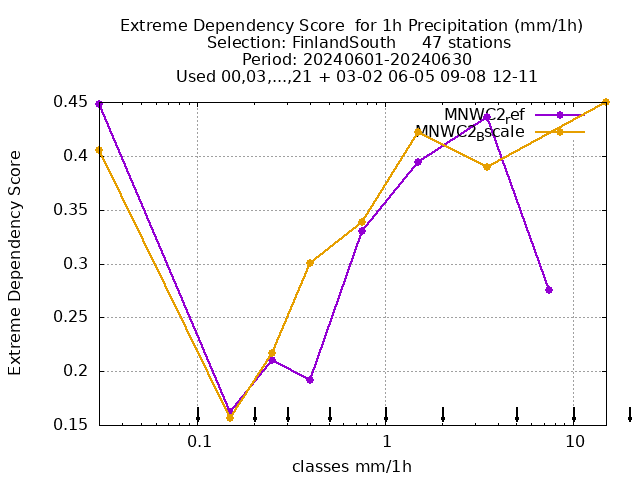 Extreme Dependency Score  for 1h Precipitation (mm/1h)
Selection: FinlandSouth     47 stations
Period: 20240601-20240630
Used 00,03,...,21 + 03-02 06-05 09-08 12-11
MNWC2_ref
MNWC2_Bscale
0.45
0.4
0.35
0.3
0.25
0.2
0.15
Extreme Dependency Score
0.1 1 10
classes mm/1h